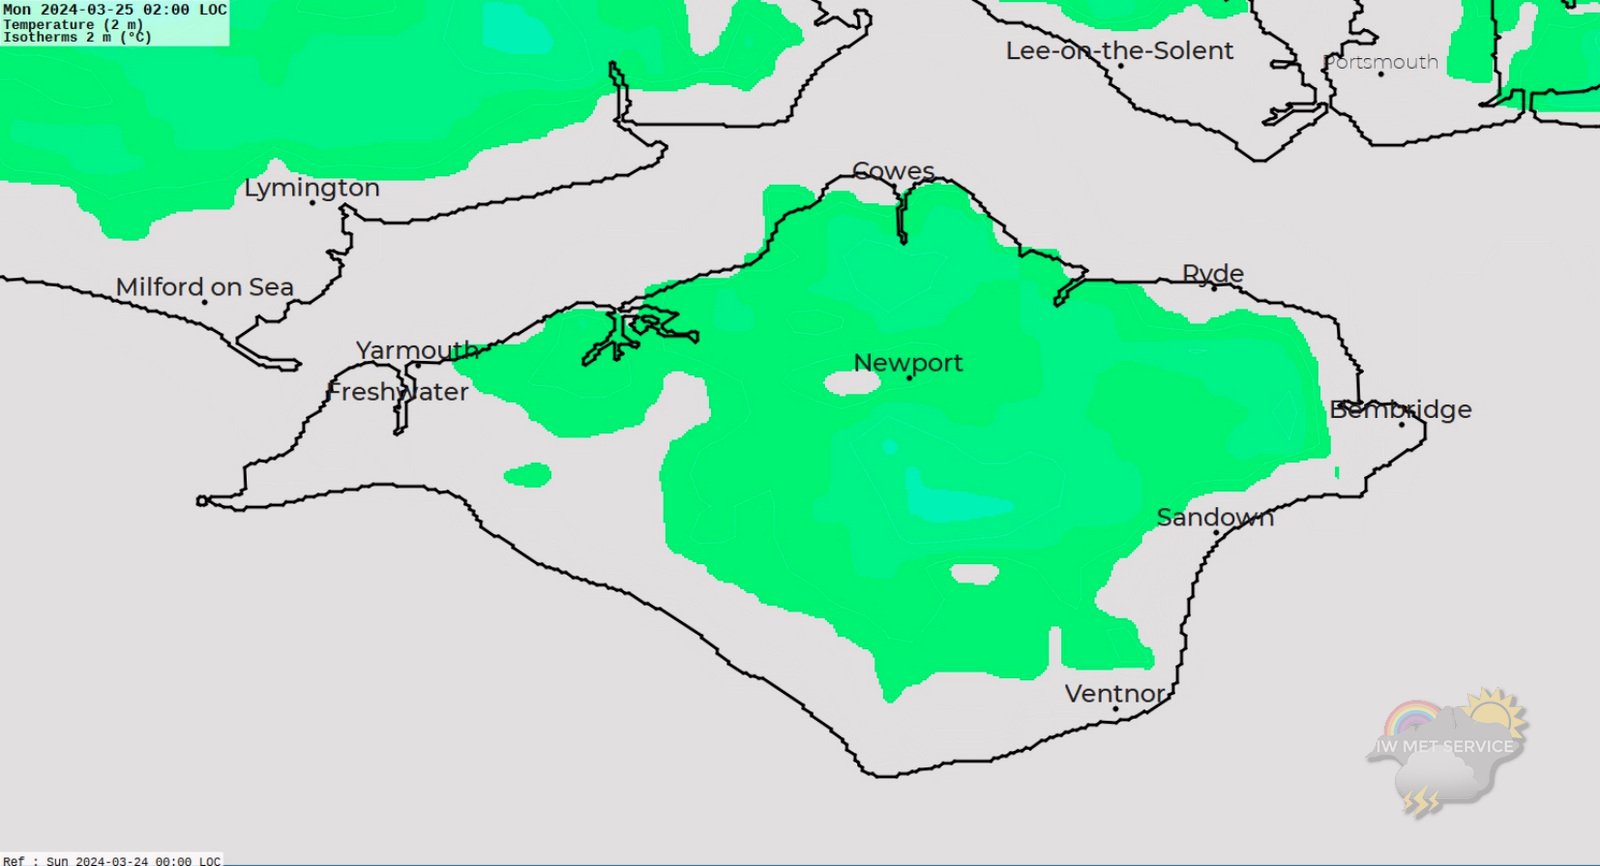 Mon 2024-03-25 02:00 LOC
Temperature (2 m)
Isotherms 2 m (°C)
Lee-on-the-Solent
Portsmouth
Cowes
Lymington
Ryde
Milford on Sea
Yarmouth
Newport
Freshwater
Bembridge
Sandown
Ventnor
IW MET SERVICE
Ref : Sun 2024-03-24 00:00 LOC